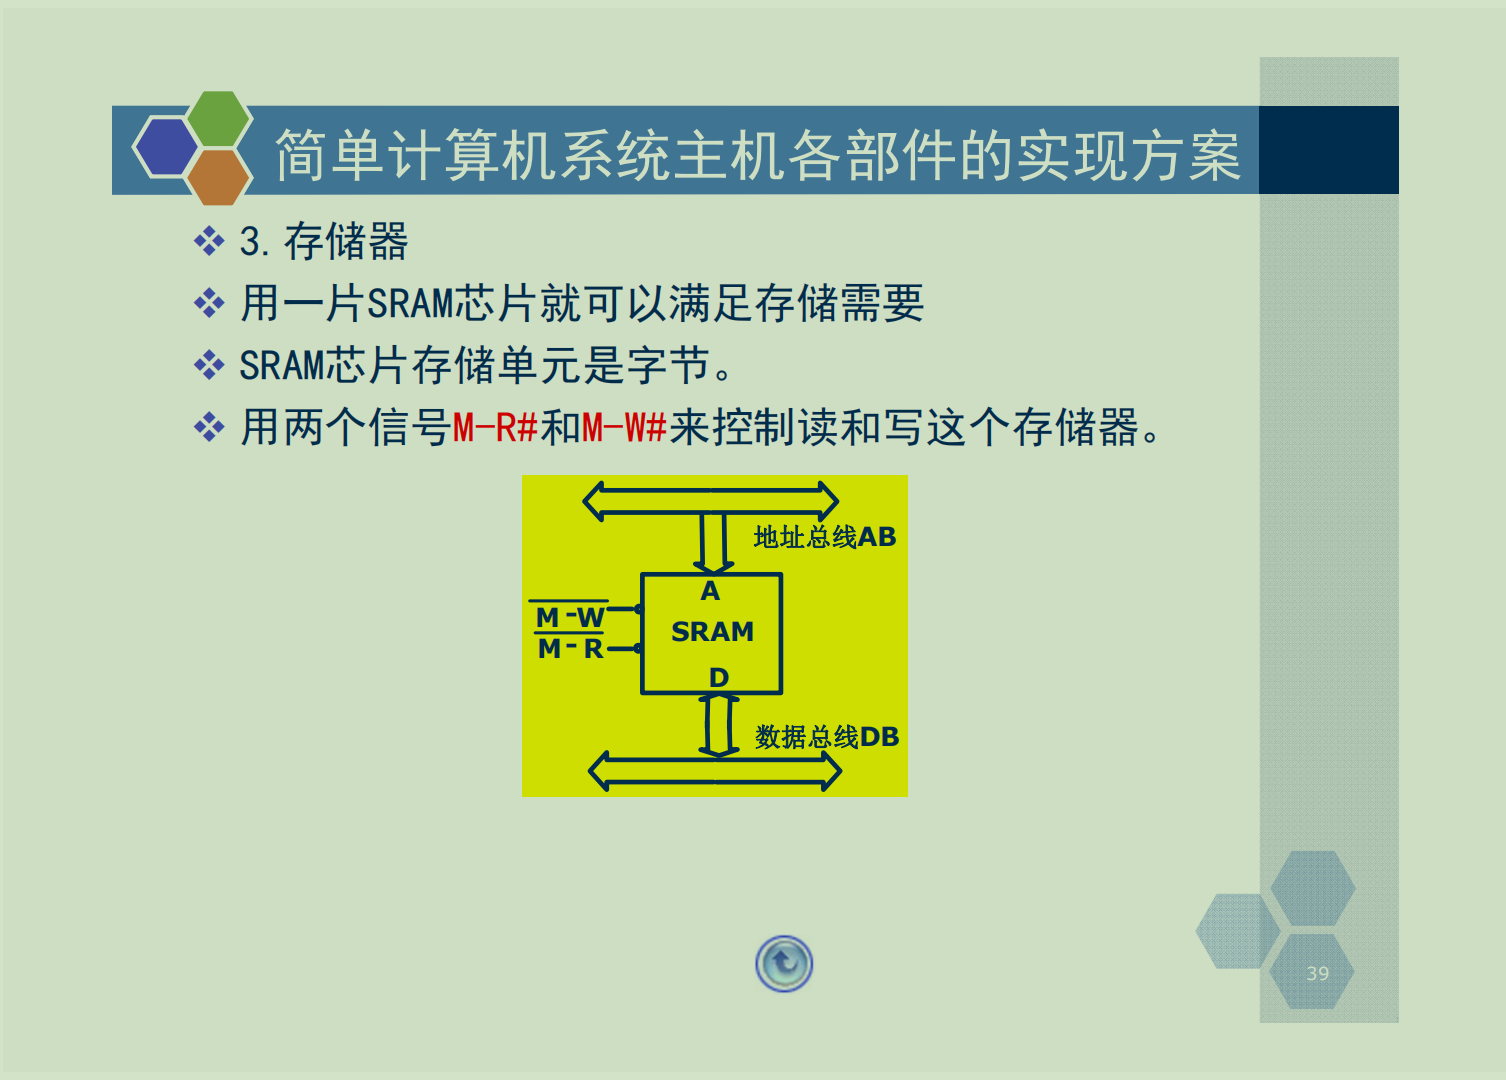 简单计算机系统主机各部件的实现方案
3. 存储器
用一片SRAM芯片就可以满足存储需要
SRAM芯片存储单元是字节。
用两个信号M-R#和M-W#来控制读和写这个存储器。
地址总线AB
A
M-W
SRAM
M-R
D
数据总线DB
39